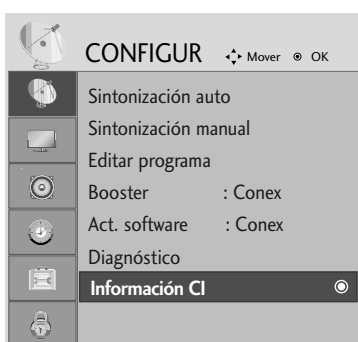 CONFIGUR Mover OK
Sintonización auto
Sintonización manual
Editar programa
Booster : Conex
Act. software : Conex
Diagnóstico
Información CI